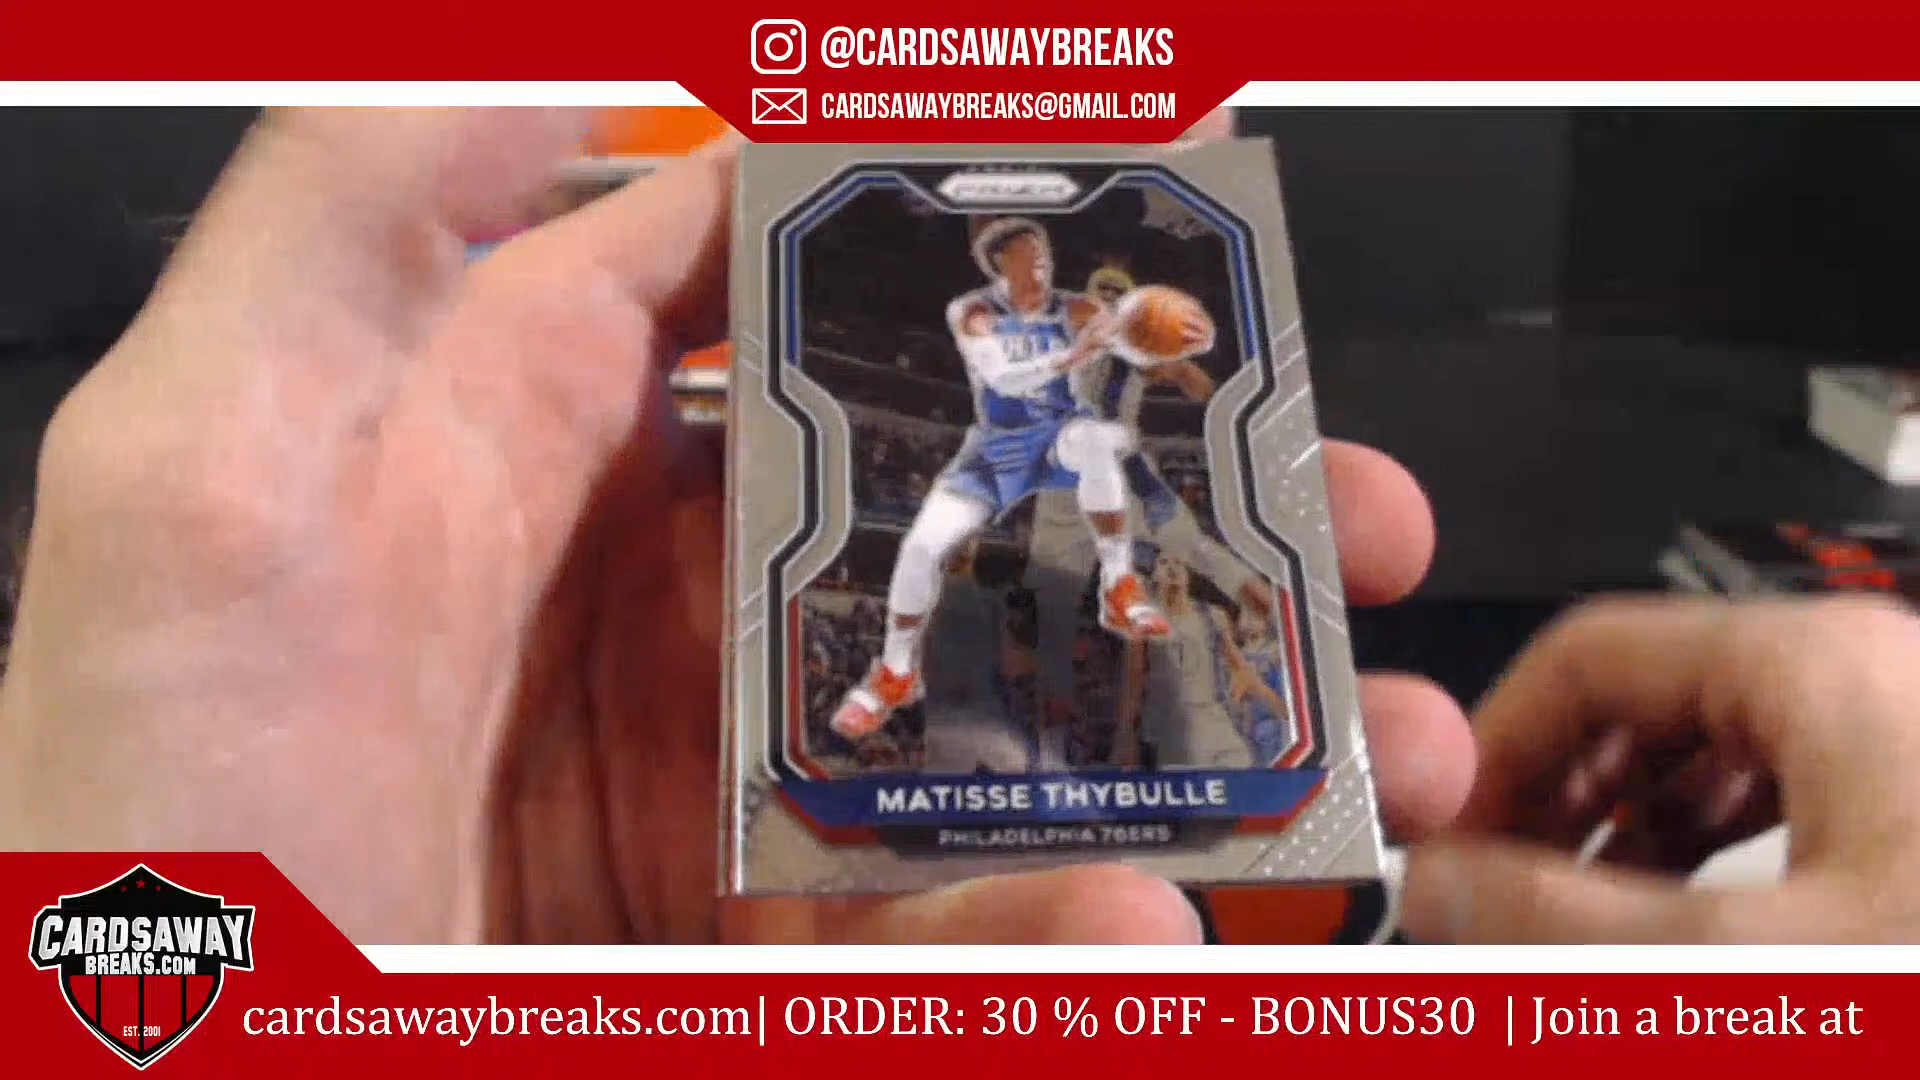 @CARDSAWAYBREAKS
CARDSAWAYBREAKS@GMAIL.COM
PRIZM
MATISSE THYBULLE
PHILADELPHIA 76ERS
CARDSAWAY
BREAKS.COM
EST. 2001
cardsawaybreaks.com| ORDER: 30 % OFF - BONUS30 | Join a break at